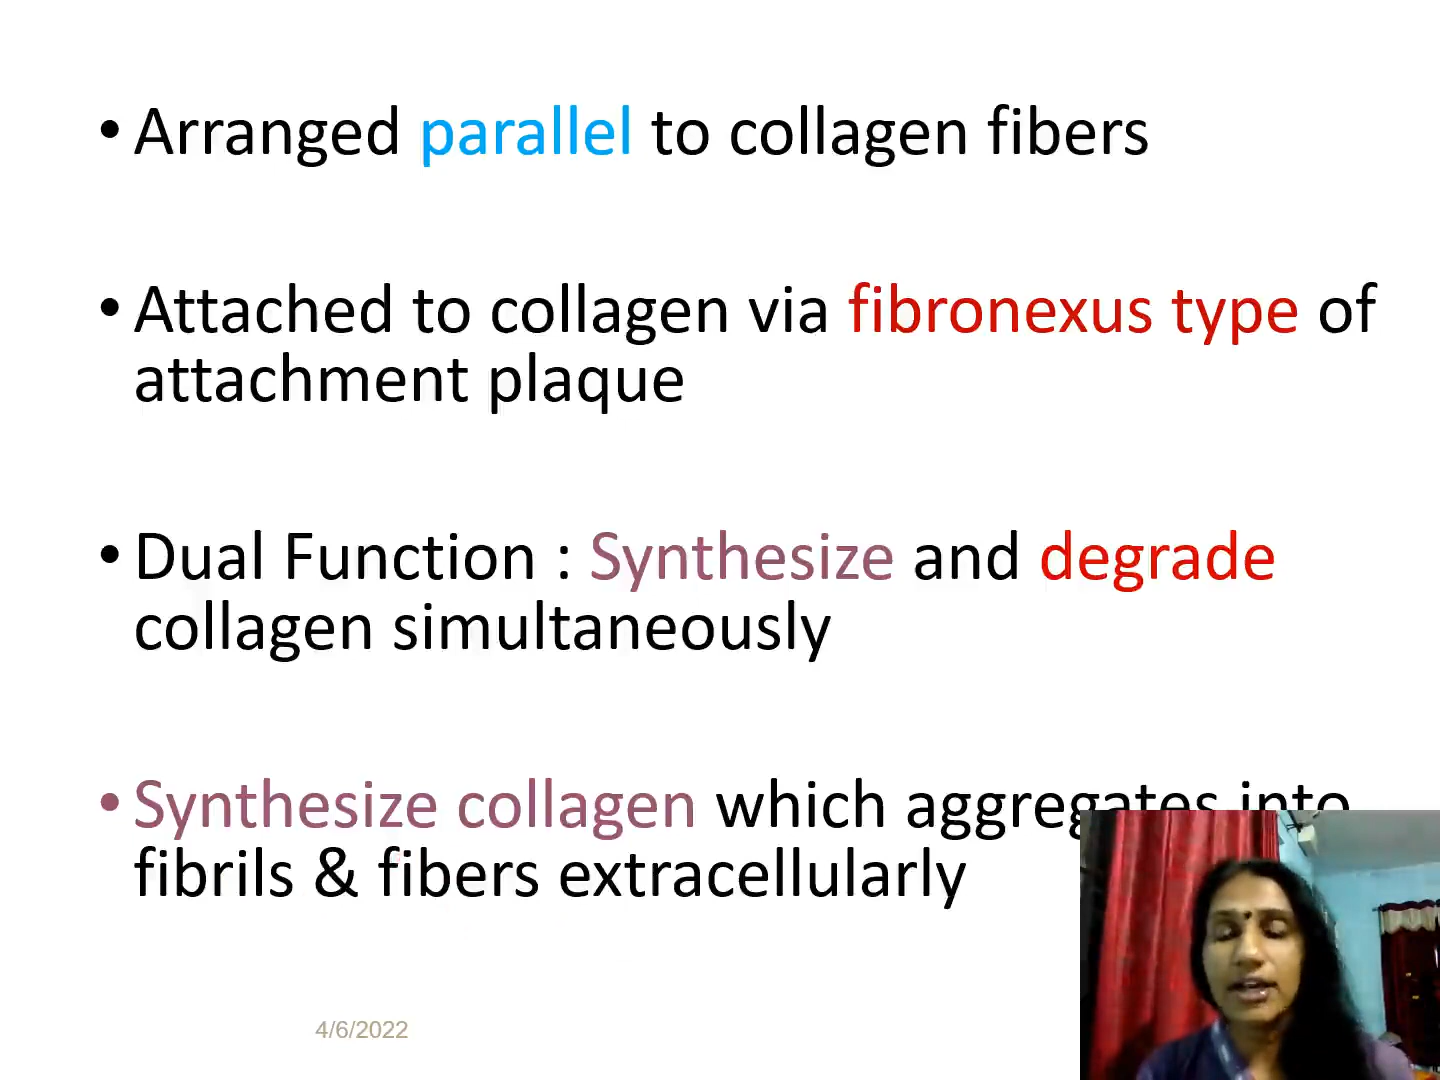 • Arranged parallel to collagen fibers
• Attached to collagen via fibronexus type of
attachment plaque
• Dual Function : Synthesize and degrade
collagen simultaneously
• Synthesize collagen which aggregates into
fibrils & fibers extracellularly
4/6/2022